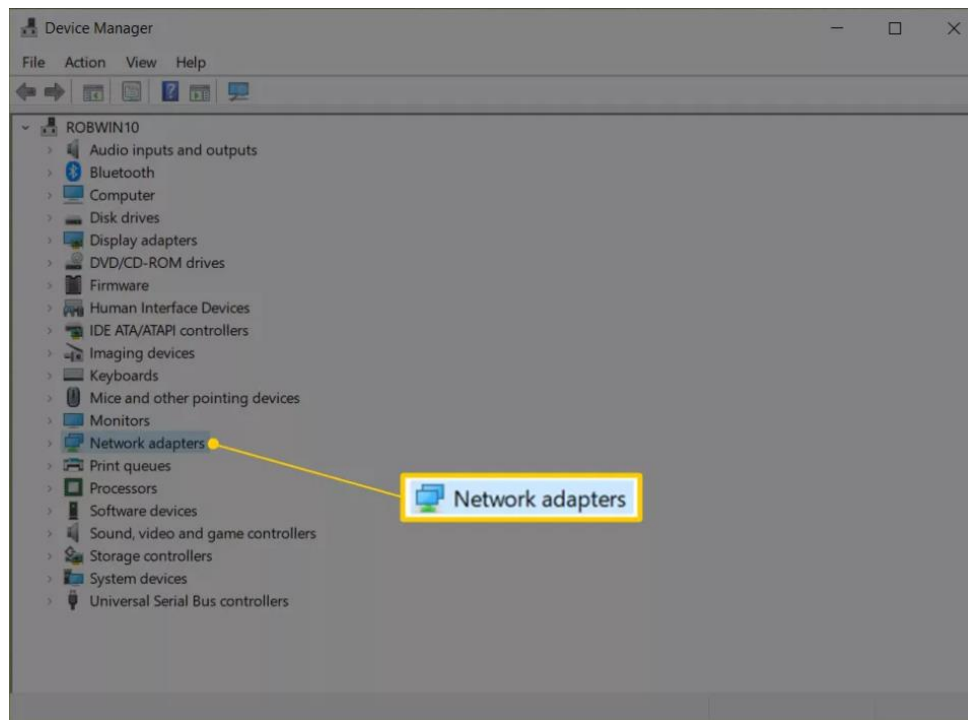 Device Manager
File Action View Help
ROBWIN10
Audio inputs and outputs
Bluetooth
Computer
Disk drives
Display adapters
DVD/CD-ROM drives
Firmware
Human Interface Devices
IDE ATA/ATAPI controllers
Imaging devices
Keyboards
Mice and other pointing devices
Monitors
Network adapters
Print queues
Network adapters
Processors
Software devices
Sound, video and game controllers
Storage controllers
System devices
Universal Serial Bus controllers